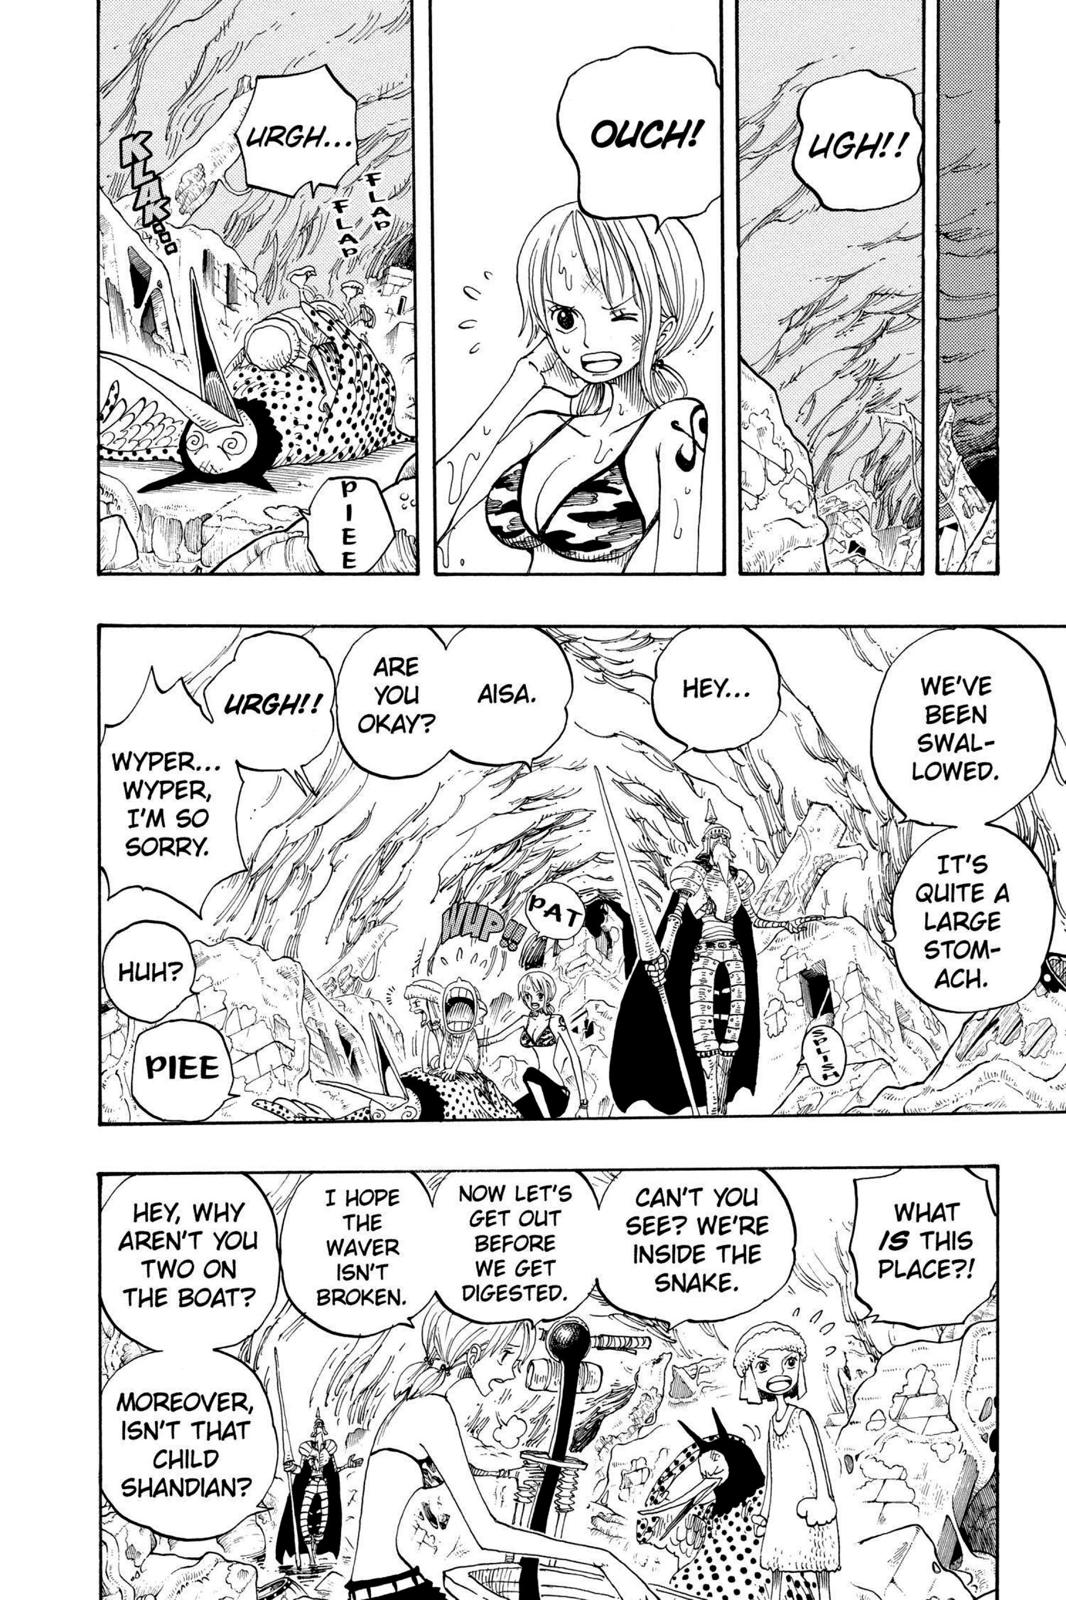 UGH!!
OUCH!
URGH...
FLAP
FLAP
KLAK
PIEE
WE'VE
BEEN
SWAL-
LOWED.
IT'S
QUITE A
LARGE
STOM-
ACH.
HEY...
SPLISH
AISA.
ARE
YOU
OKAY?
PAT
WUP!!
URGH!!
WYPER...
WYPER,
I'M SO
SORRY.
HUH?
PIEE
WHAT
IS THIS
PLACE?!
CAN'T YOU
SEE? WE'RE
INSIDE THE
SNAKE.
NOW LET'S
GET OUT
BEFORE
WE GET
DIGESTED.
I HOPE
THE
WAVER
ISN'T
BROKEN.
HEY, WHY
AREN'T YOU
TWO ON
THE BOAT?
MOREOVER,
ISN'T THAT
CHILD
SHANDIAN?